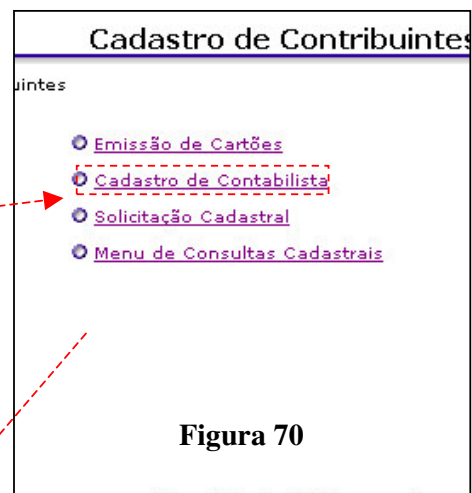 Cadastro de Contribuintes
uintes
Emissão de Cartões
Cadastro de Contabilista
Solicitação Cadastral
Menu de Consultas Cadastrais
Figura 70